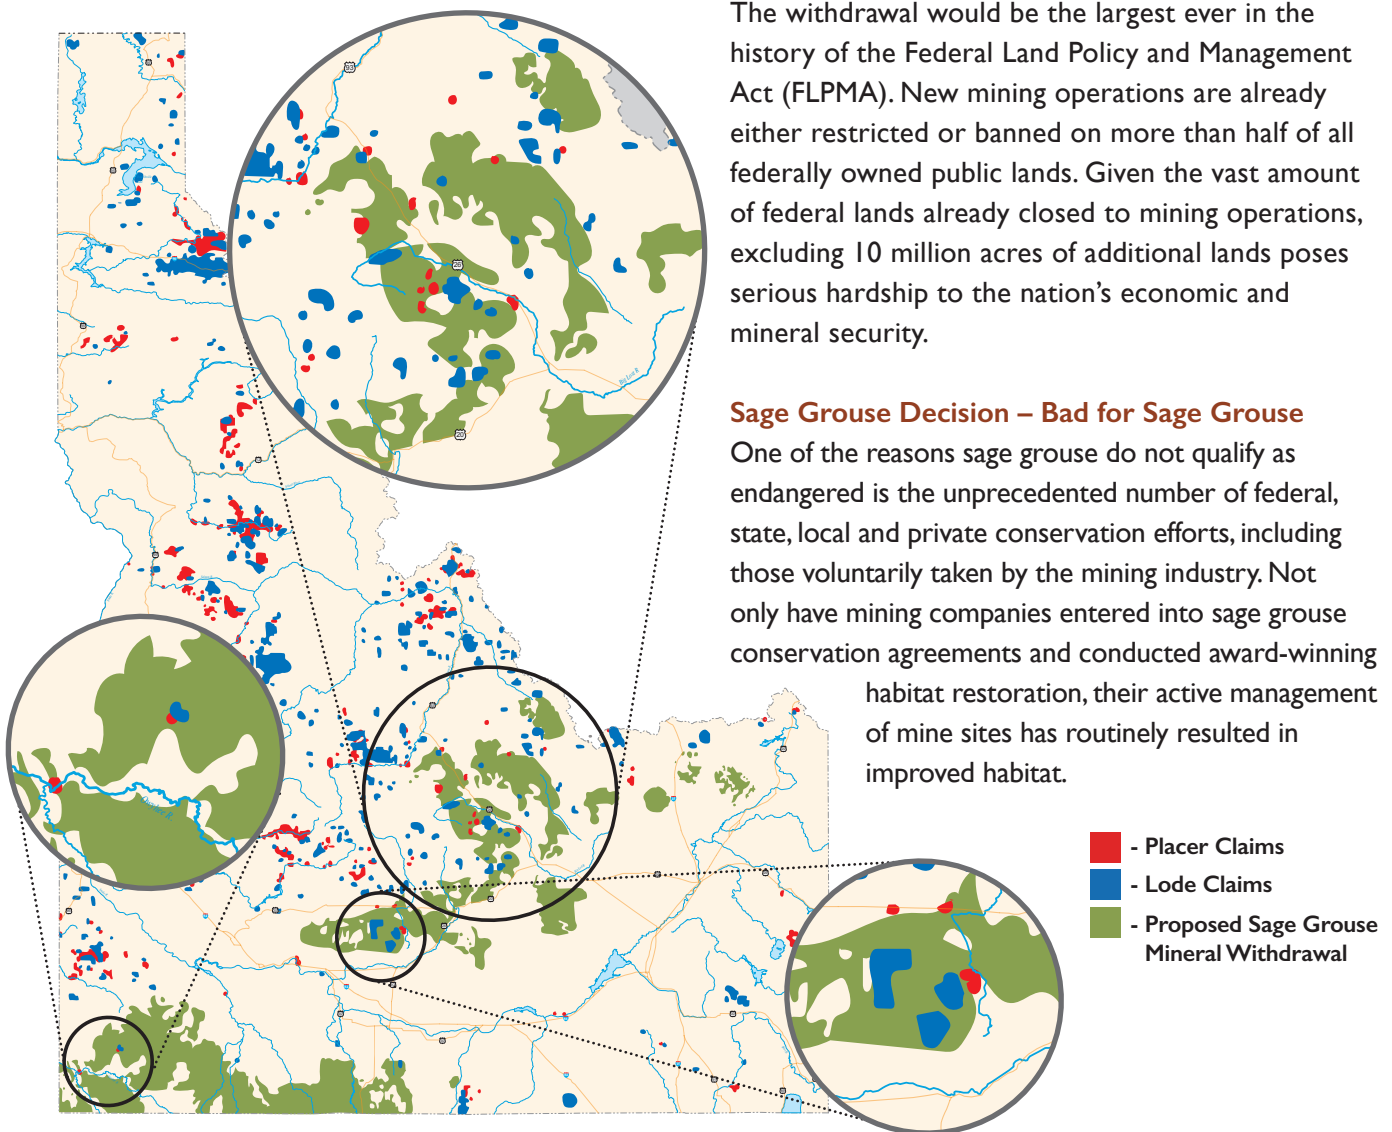 The withdrawal would be the largest ever in the
history of the Federal Land Policy and Management
Act (FLPMA). New mining operations are already
either restricted or banned on more than half of all
federally owned public lands. Given the vast amount
of federal lands already closed to mining operations,
excluding 10 million acres of additional lands poses
serious hardship to the nation’s economic and
mineral security.
Sage Grouse Decision – Bad for Sage Grouse
One of the reasons sage grouse do not qualify as
endangered is the unprecedented number of federal,
state, local and private conservation efforts, including
those voluntarily taken by the mining industry. Not
only have mining companies entered into sage grouse
conservation agreements and conducted award-winning
habitat restoration, their active management
of mine sites has routinely resulted in
improved habitat.
- Placer Claims
- Lode Claims
- Proposed Sage Grouse
Mineral Withdrawal
93
26
20
Big Lost R
Owyhee R.